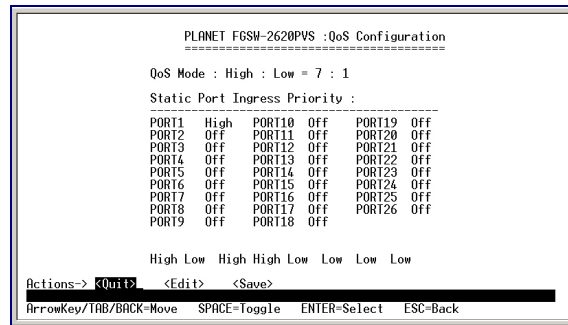 PLANET FGSW-2620PVS :QoS Configuration
======================================
QoS Mode : High : Low = 7 : 1
Static Port Ingress Priority :
PORT1 High PORT10 Off PORT19 Off
PORT2 Off PORT11 Off PORT20 Off
PORT3 Off PORT12 Off PORT21 Off
PORT4 Off PORT13 Off PORT22 Off
PORT5 Off PORT14 Off PORT23 Off
PORT6 Off PORT15 Off PORT24 Off
PORT7 Off PORT16 Off PORT25 Off
PORT8 Off PORT17 Off PORT26 Off
PORT9 Off PORT18 Off
High Low High High Low Low Low Low
Actions-> <Quit> <Edit> <Save>
ArrowKey/TAB/BACK=Move SPACE=Toggle ENTER=Select ESC=Back